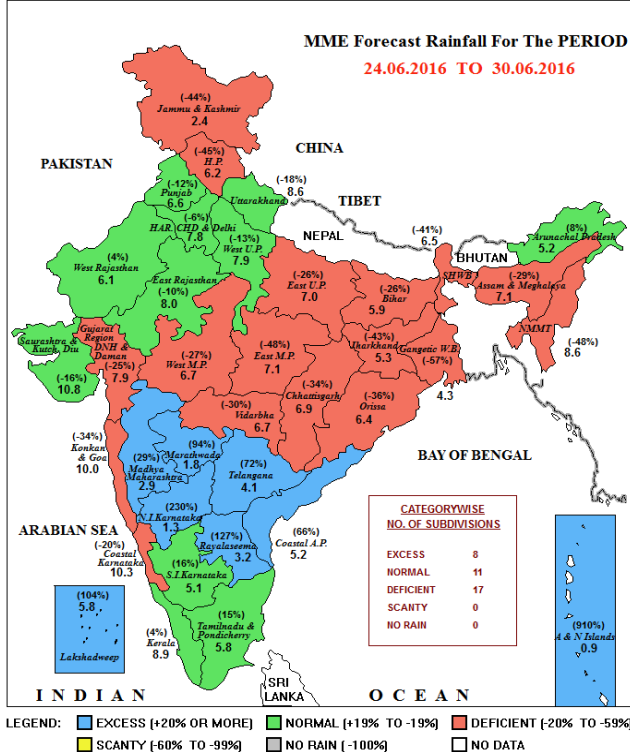 MME Forecast Rainfall For The PERIOD
24.06.2016 TO 30.06.2016
(-44%)
Jammu & Kashmir
2.4
CHINA
(-45%)
H.P.
6.2
PAKISTAN
(-12%)
Punjab
6.6
(-18%)
8.6
Uttarakhand
TIBET
(-6%)
HAR. CHD & Delhi
7.8
(-13%)
West U.P.
7.9
NEPAL
(-41%)
6.5
BHUTAN
(8%)
Arunachal Pradesh
5.2
(4%)
West Rajasthan
6.1
East Rajasthan
(-10%)
8.0
(-26%)
East U.P.
7.0
(-26%)
Bihar
5.9
SHWB
(-29%)
Assam & Meghalaya
7.1
NMMT
(-48%)
8.6
Saurashtra &
Kutch, Diu
(-16%)
10.8
Gujarat
Region
DNH &
Daman
(-25%)
7.9
(-27%)
West M.P.
6.7
(-48%)
East M.P.
7.1
(-43%)
Jharkhand
5.3
Gangetic W.B.
(-57%)
4.3
(-34%)
Chhattisgarh
6.9
(-36%)
Orissa
6.4
(-30%)
Vidarbha
6.7
(-34%)
Konkan
& Goa
10.0
(29%)
Madhya
Maharashtra
2.9
(94%)
Marathwada
1.8
(72%)
Telangana
4.1
BAY OF BENGAL
(230%)
N.I.Karnataka
1.3
(127%)
Rayalaseema
3.2
(66%)
Coastal A.P.
5.2
ARABIAN SEA
(-20%)
Coastal
Karnataka
10.3
(16%)
S.I.Karnataka
5.1
(15%)
Tamilnadu &
Pondicherry
5.8
(4%)
Kerala
8.9
(104%)
5.8
Lakshadweep
(910%)
A & N Islands
0.9
CATEGORYWISE
NO. OF SUBDIVISIONS
EXCESS 8
NORMAL 11
DEFICIENT 17
SCANTY 0
NO RAIN 0
SRI
LANKA
INDIAN OCEAN
LEGEND: EXCESS (+20% OR MORE) NORMAL (+19% TO -19%) DEFICIENT (-20% TO -59%)
SCANTY (-60% TO -99%) NO RAIN (-100%) NO DATA